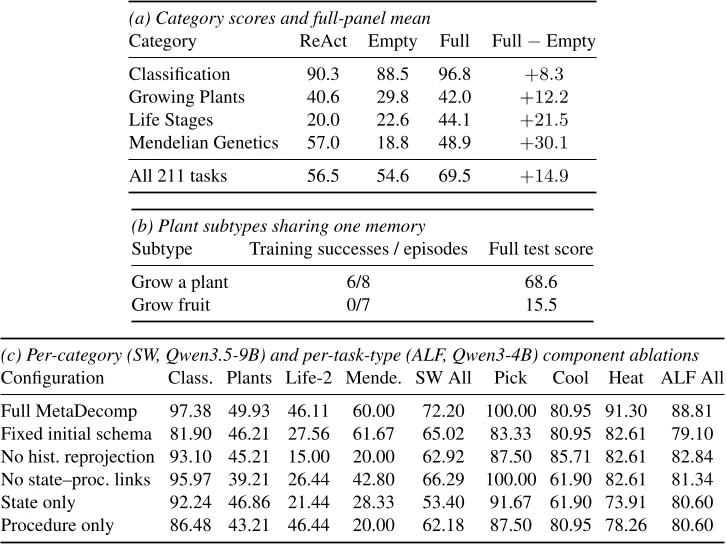 (a) Category scores and full-panel mean
Category ReAct Empty Full Full − Empty
Classification 90.3 88.5 96.8 +8.3
Growing Plants 40.6 29.8 42.0 +12.2
Life Stages 20.0 22.6 44.1 +21.5
Mendelian Genetics 57.0 18.8 48.9 +30.1
All 211 tasks 56.5 54.6 69.5 +14.9
(b) Plant subtypes sharing one memory
Subtype Training successes / episodes Full test score
Grow a plant 6/8 68.6
Grow fruit 0/7 15.5
(c) Per-category (SW, Qwen3.5-9B) and per-task-type (ALF, Qwen3-4B) component ablations
Configuration Class. Plants Life-2 Mende. SW All Pick Cool Heat ALF All
Full MetaDecomp 97.38 49.93 46.11 60.00 72.20 100.00 80.95 91.30 88.81
Fixed initial schema 81.90 46.21 27.56 61.67 65.02 83.33 80.95 82.61 79.10
No hist. reprojection 93.10 45.21 15.00 20.00 62.92 87.50 85.71 82.61 82.84
No state–proc. links 95.97 39.21 26.44 42.80 66.29 100.00 61.90 82.61 81.34
State only 92.24 46.86 21.44 28.33 53.40 91.67 61.90 73.91 80.60
Procedure only 86.48 43.21 46.44 20.00 62.18 87.50 80.95 78.26 80.60